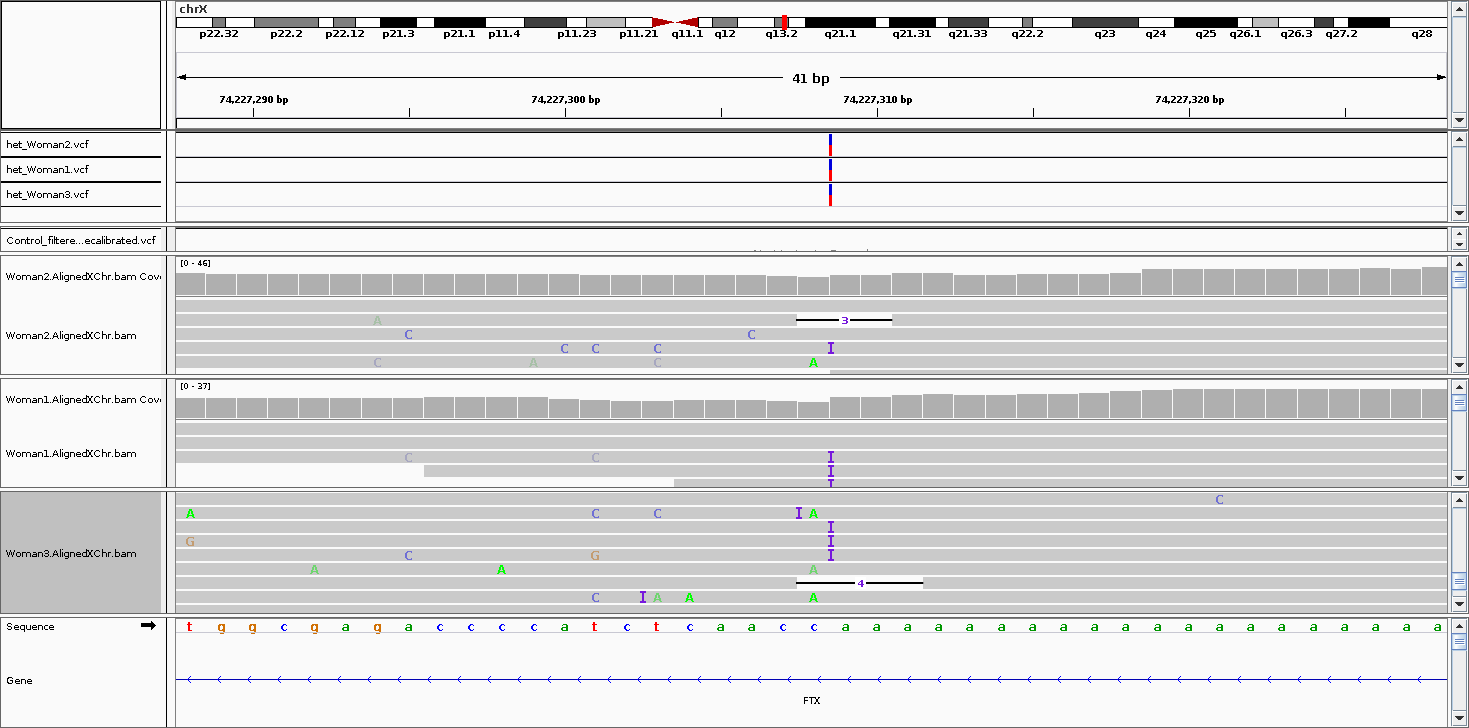 chrX
p22.32 p22.2 p22.12 p21.3 p21.1 p11.4 p11.23 p11.21 q11.1 q12 q13.2 q21.1 q21.31 q21.33 q22.2 q23 q24 q25 q26.1 q26.3 q27.2 q28
41 bp
74,227,290 bp 74,227,300 bp 74,227,310 bp 74,227,320 bp
het_Woman2.vcf
het_Woman1.vcf
het_Woman3.vcf
Control_filtere...ecalibrated.vcf
[0 - 46]
Woman2.AlignedXChr.bam Cov
A 3
Woman2.AlignedXChr.bam
C C
C C C I
C A C A
[0 - 37]
Woman1.AlignedXChr.bam Cov
Woman1.AlignedXChr.bam
C C I
I
I
C
A C C I A
I
G I
Woman3.AlignedXChr.bam
C G I
A A A
4
C I A A A
Sequence t g g c g a g a c c c c a t c t c a a c c a a a a a a a a a a a a a a a a a a a a
Gene
FTX